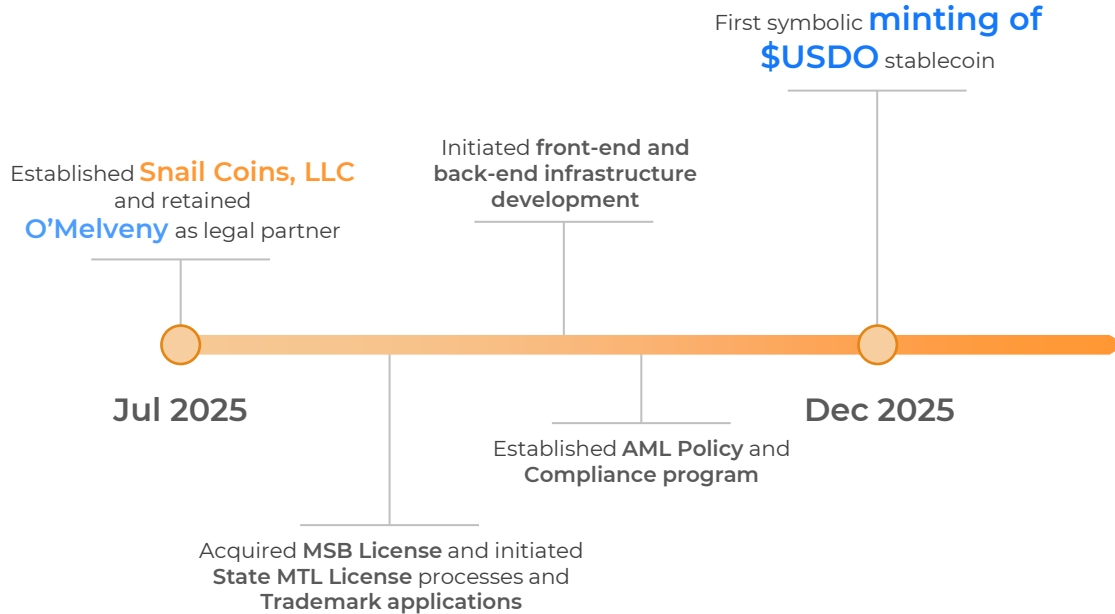 First symbolic minting of
$USDO stablecoin
Initiated front-end and
back-end infrastructure
development
Established Snail Coins, LLC
and retained
O’Melveny as legal partner
Jul 2025
Dec 2025
Established AML Policy and
Compliance program
Acquired MSB License and initiated
State MTL License processes and
Trademark applications